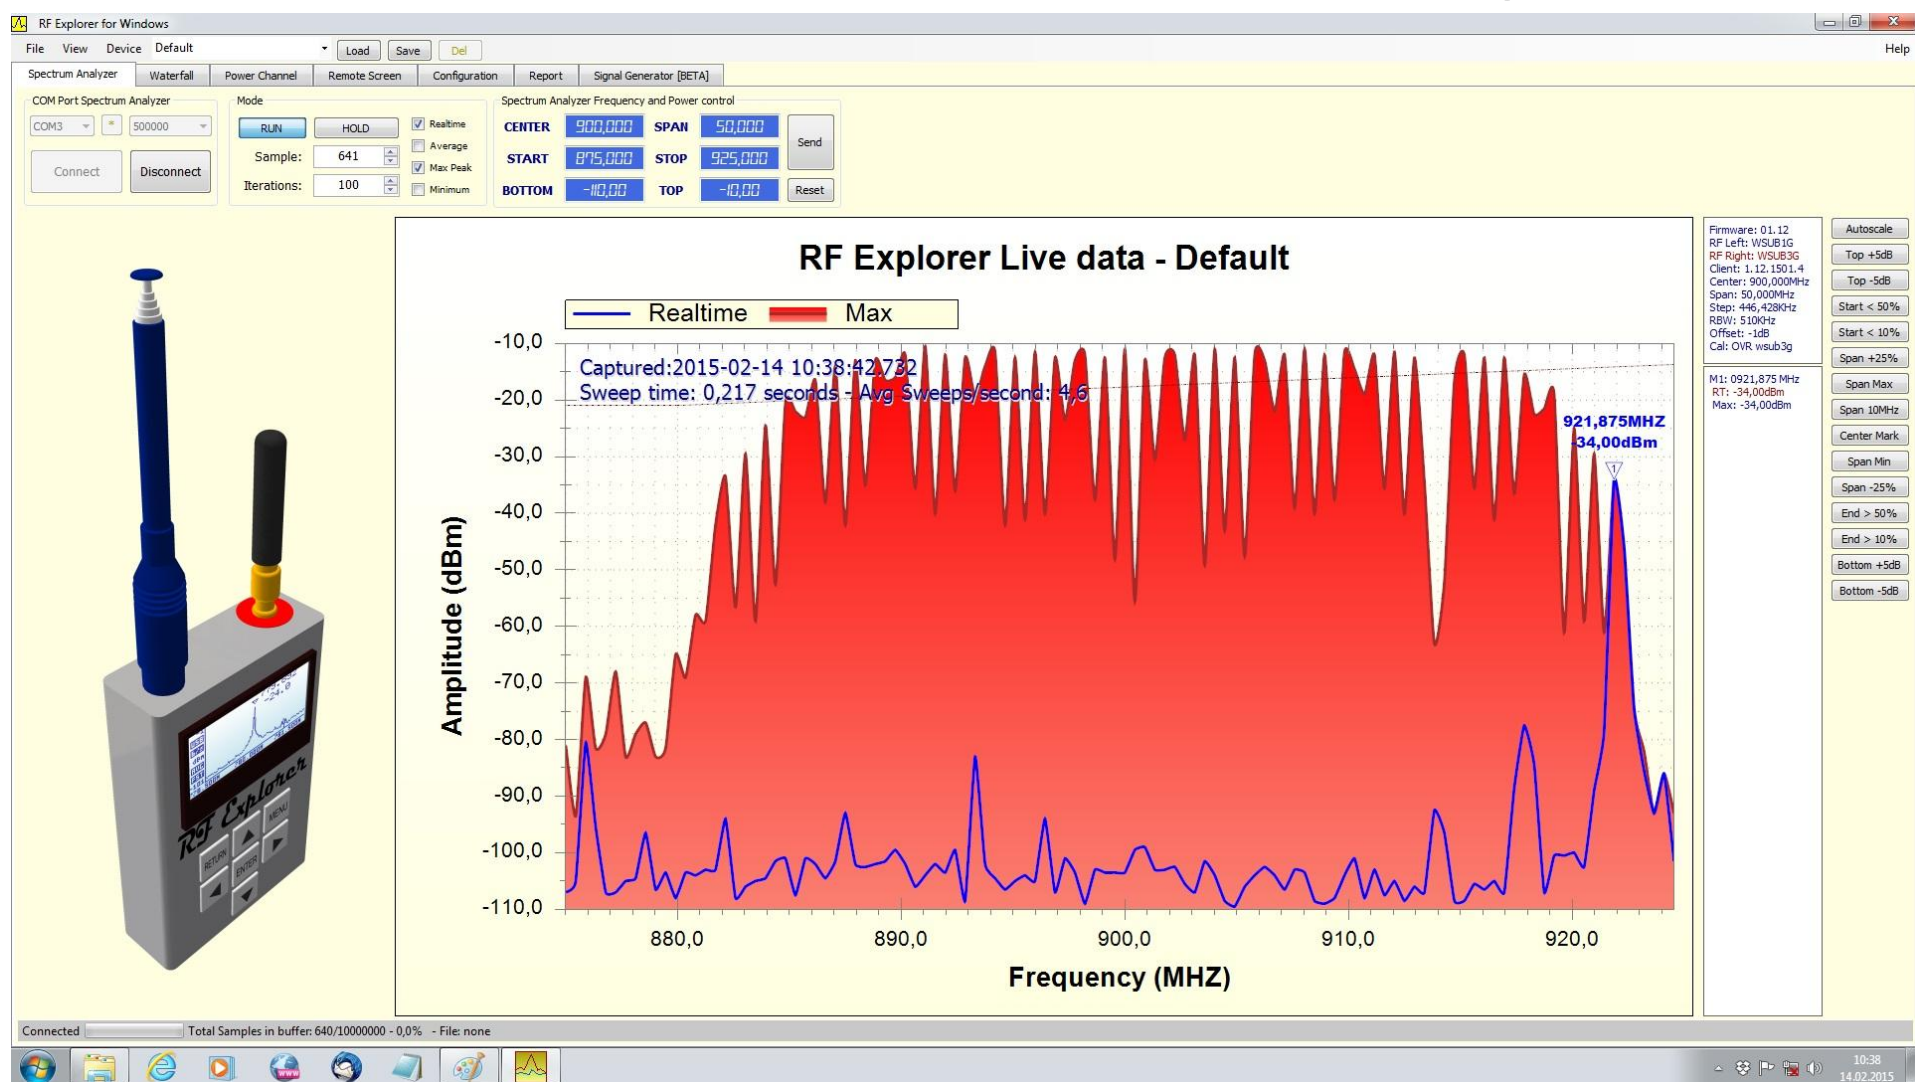 RF Explorer for Windows
File View Device Default Load Save Del Help
Spectrum Analyzer Waterfall Power Channel Remote Screen Configuration Report Signal Generator [BETA]
COM Port Spectrum Analyzer
COM3 * 500000
Connect Disconnect
Mode
RUN HOLD
Sample: 641
Iterations: 100
Realtime
Average
Max Peak
Minimum
Spectrum Analyzer Frequency and Power control
CENTER 900,000 SPAN 50,000
START 875,000 STOP 925,000
BOTTOM -110,00 TOP -10,00
Send
Reset
RF Explorer Live data - Default
Realtime Max
Captured:2015-02-14 10:38:42.732
Sweep time: 0,217 seconds - Avg Sweeps/second: 4,6
921,875MHZ
-34,00dBm
1
Amplitude (dBm)
-10,0
-20,0
-30,0
-40,0
-50,0
-60,0
-70,0
-80,0
-90,0
-100,0
-110,0
880,0 890,0 900,0 910,0 920,0
Frequency (MHZ)
-24.0
RF Explorer
RETURN
MENU
ENTER
Firmware: 01.12
RF Left: WSUB1G
RF Right: WSUB3G
Client: 1.12.1501.4
Center: 900,000MHz
Span: 50,000MHz
Step: 446,428KHz
RBW: 510KHz
Offset: -1dB
Cal: OVR wsub3g
M1: 0921,875 MHz
RT: -34,00dBm
Max: -34,00dBm
Autoscale
Top +5dB
Top -5dB
Start < 50%
Start < 10%
Span +25%
Span Max
Span 10MHz
Center Mark
Span Min
Span -25%
End > 50%
End > 10%
Bottom +5dB
Bottom -5dB
Connected Total Samples in buffer: 640/10000000 - 0,0% - File: none
10:38
14.02.2015